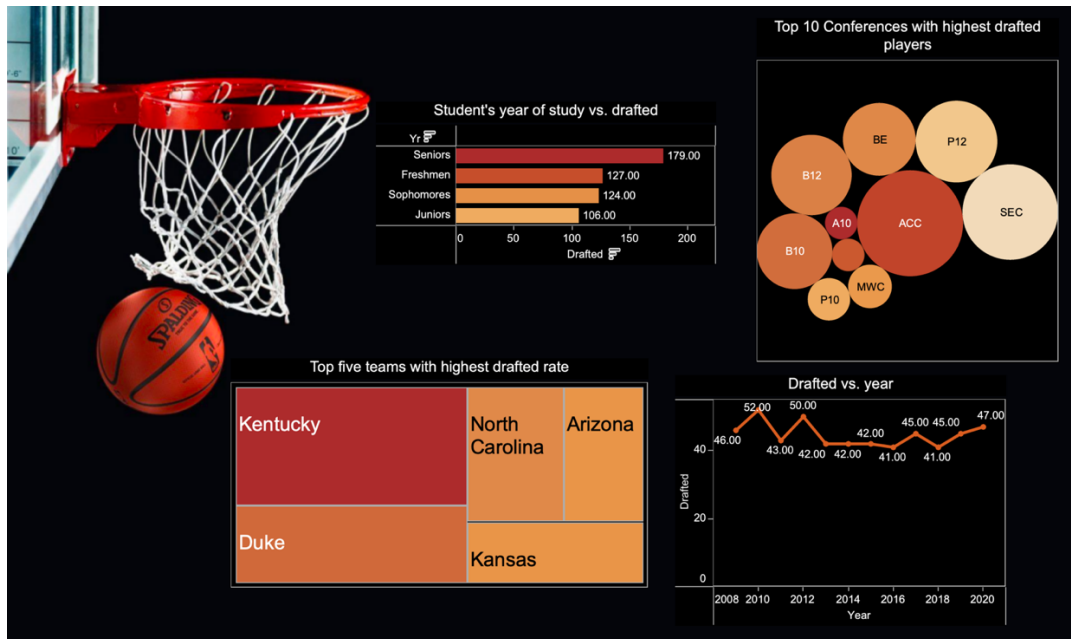 Top 10 Conferences with highest drafted
players
BE
P12
B12
SEC
A10
ACC
B10
MWC
P10
Student's year of study vs. drafted
Yr
Seniors
179.00
Freshmen
127.00
Sophomores
124.00
Juniors
106.00
0
50
100
150
200
Drafted
SPALDING
Top five teams with highest drafted rate
Kentucky
North
Carolina
Arizona
Duke
Kansas
Drafted vs. year
52.00
50.00
45.00
45.00
47.00
46.00
43.00
42.00
42.00
42.00
41.00
41.00
40
20
0
Drafted
2008 2010 2012 2014 2016 2018 2020
Year